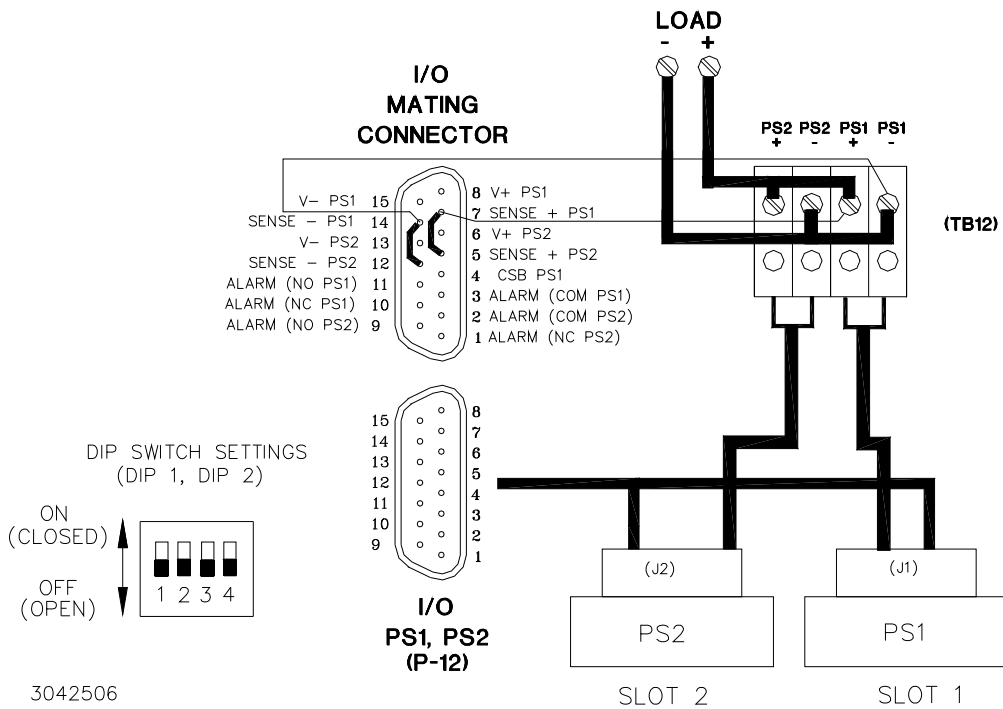 LOAD
- +
I/O
MATING
CONNECTOR
PS2 PS2 PS1 PS1
+ - + -
(TB12)
V- PS1 15
SENSE - PS1 14
V- PS2 13
SENSE - PS2 12
ALARM (NO PS1) 11
ALARM (NC PS1) 10
ALARM (NO PS2) 9
8 V+ PS1
7 SENSE + PS1
6 V+ PS2
5 SENSE + PS2
4 CSB PS1
3 ALARM (COM PS1)
2 ALARM (COM PS2)
1 ALARM (NC PS2)
15
14
13
12
11
10
9
8
7
6
5
4
3
2
1
I/O
PS1, PS2
(P-12)
DIP SWITCH SETTINGS
(DIP 1, DIP 2)
ON
(CLOSED)
OFF
(OPEN)
1 2 3 4
(J2)
PS2
SLOT 2
(J1)
PS1
SLOT 1
3042506